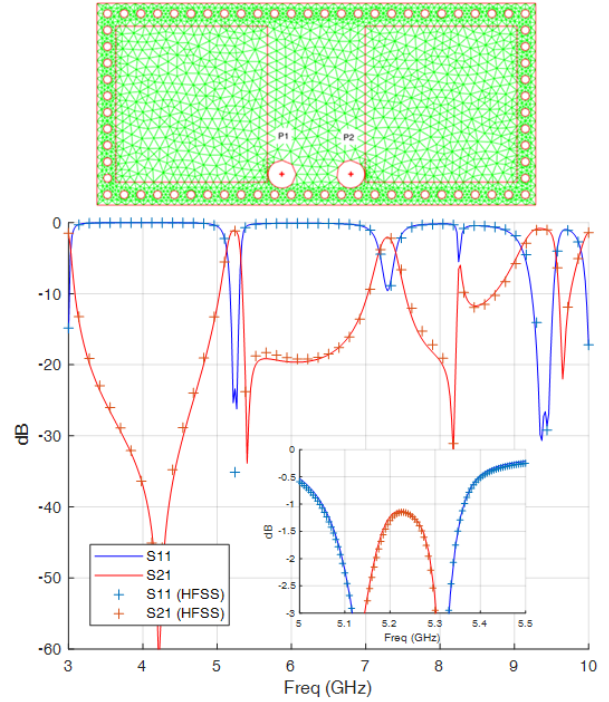 P1 P2
0
-10
-20
-30
-40
-50
-60
dB
3 4 5 6 7 8 9 10
Freq (GHz)
S11
S21
S11 (HFSS)
S21 (HFSS)
0
-0.5
-1
-1.5
-2
-2.5
-3
dB
5 5.1 5.2 5.3 5.4 5.5
Freq (GHz)